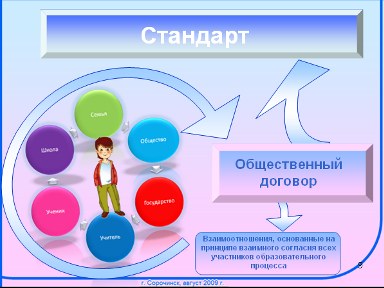 Стандарт
Семья
Школа
Общество
Общественный
договор
Ученик
Государство
Учитель
Взаимоотношения, основанные на
принципе взаимного согласия всех
участников образовательного
процесса
г. Сорочинск, август 2009 г.